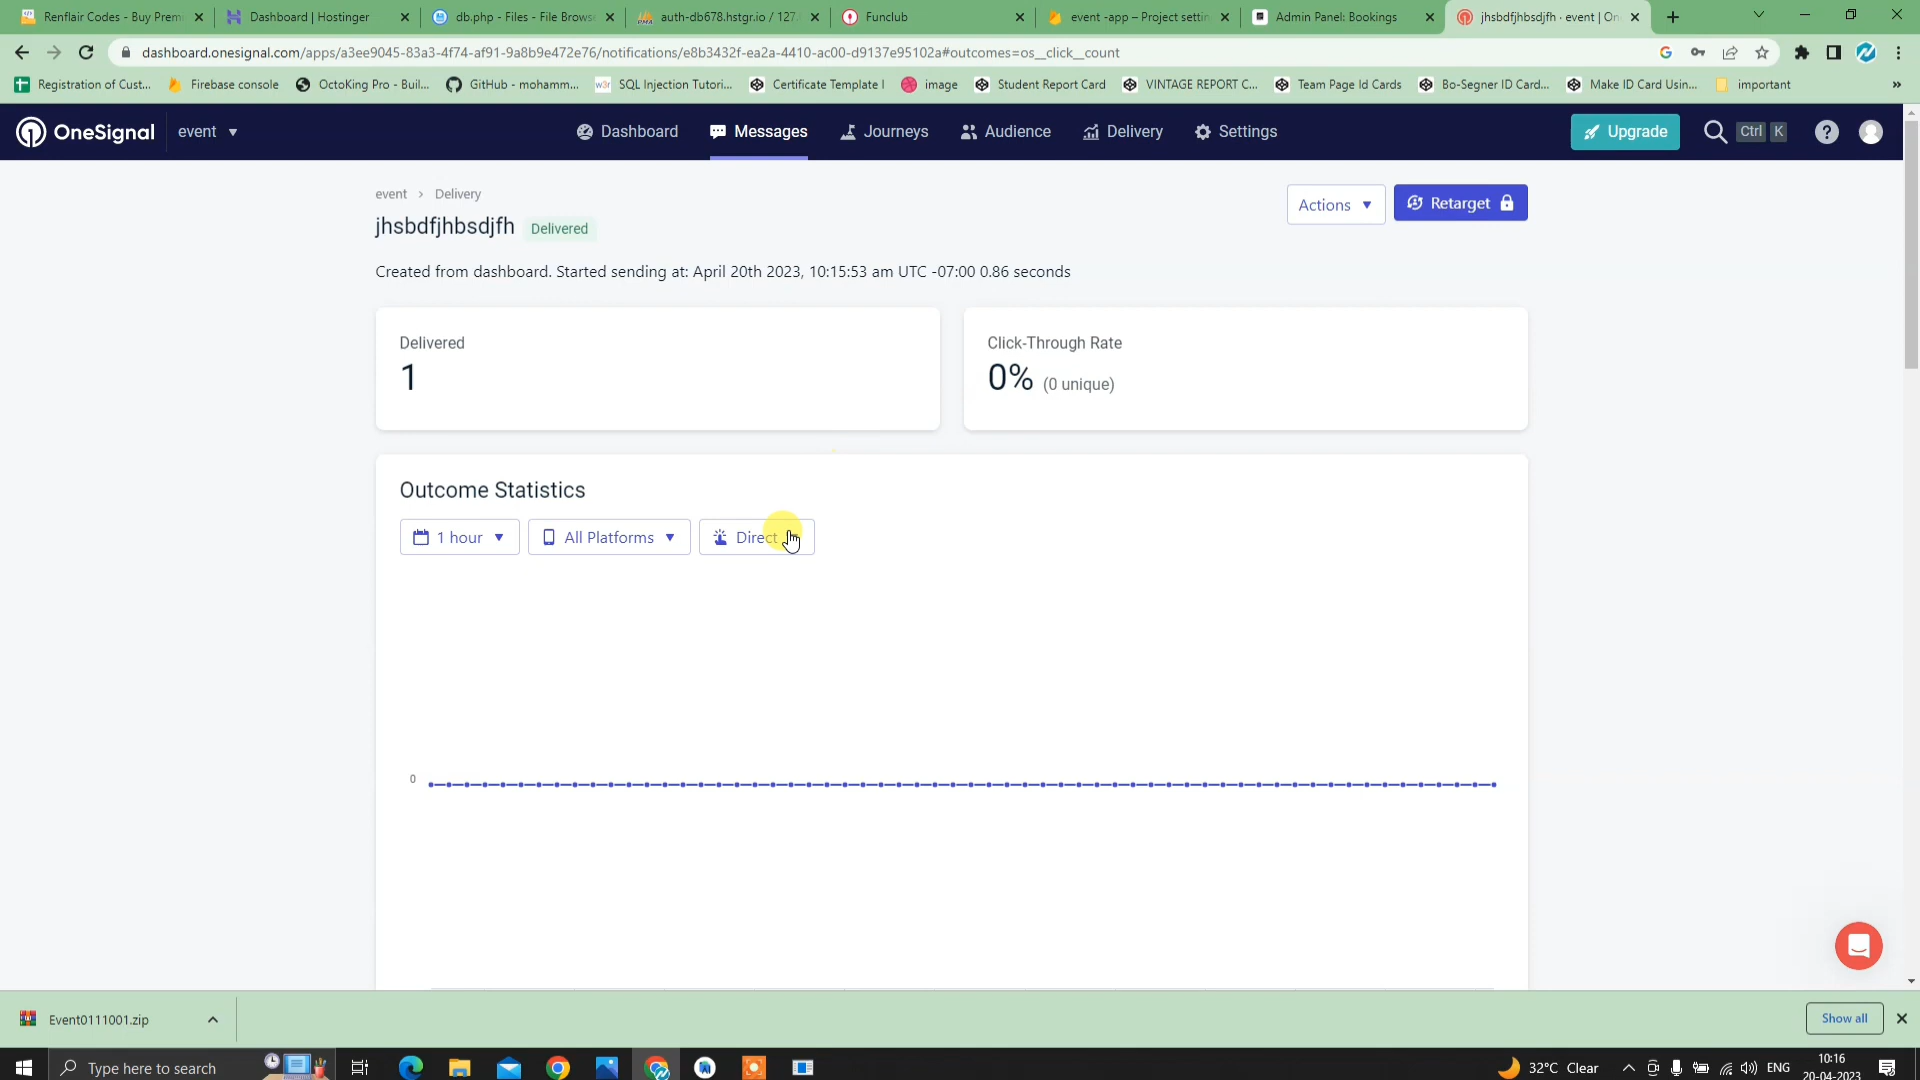 Renflair Codes - Buy Premi
Dashboard | Hostinger
db.php - Files - File Brows
auth-db678.hstgr.io / 127.
Funclub
event -app – Project settin
Admin Panel: Bookings
jhsbdfjhbsdjfh · event | On
dashboard.onesignal.com/apps/a3ee9045-83a3-4f74-af91-9a8b9e472e76/notifications/e8b3432f-ea2a-4410-ac00-d9137e95102a#outcomes=os__click__count
Registration of Cust...
Firebase console
OctoKing Pro - Buil...
GitHub - mohamm...
w3r SQL Injection Tutori...
Certificate Template I
image
Student Report Card
VINTAGE REPORT C...
Team Page Id Cards
Bo-Segner ID Card...
Make ID Card Usin...
important
OneSignal
event
Dashboard
Messages
Journeys
Audience
Delivery
Settings
Upgrade
Ctrl K
event > Delivery
Actions
Retarget
jhsbdfjhbsdjfh Delivered
Created from dashboard. Started sending at: April 20th 2023, 10:15:53 am UTC -07:00 0.86 seconds
Delivered
1
Click-Through Rate
0% (0 unique)
Outcome Statistics
1 hour
All Platforms
Direct
0
Event0111001.zip
Show all
Type here to search
32°C Clear
ENG
10:16
20-04-2023